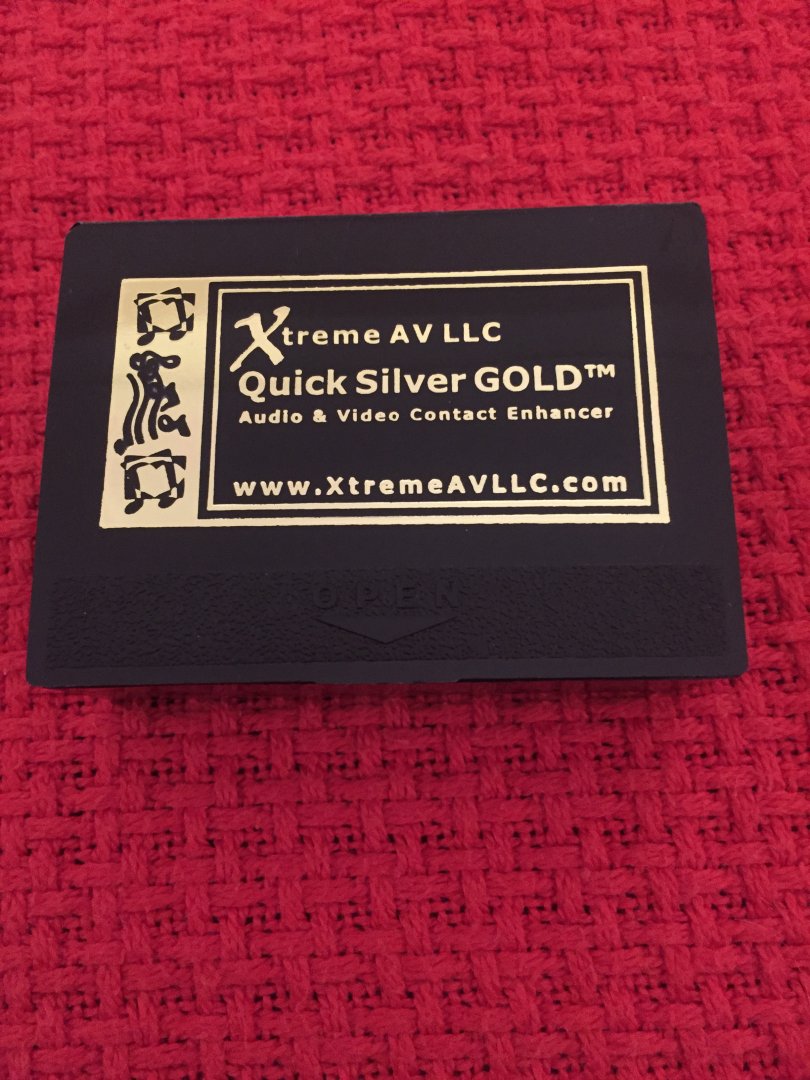 Xtreme AV LLC
Quick Silver GOLD™
Audio & Video Contact Enhancer
www.XtremeAVLLC.com
OPEN